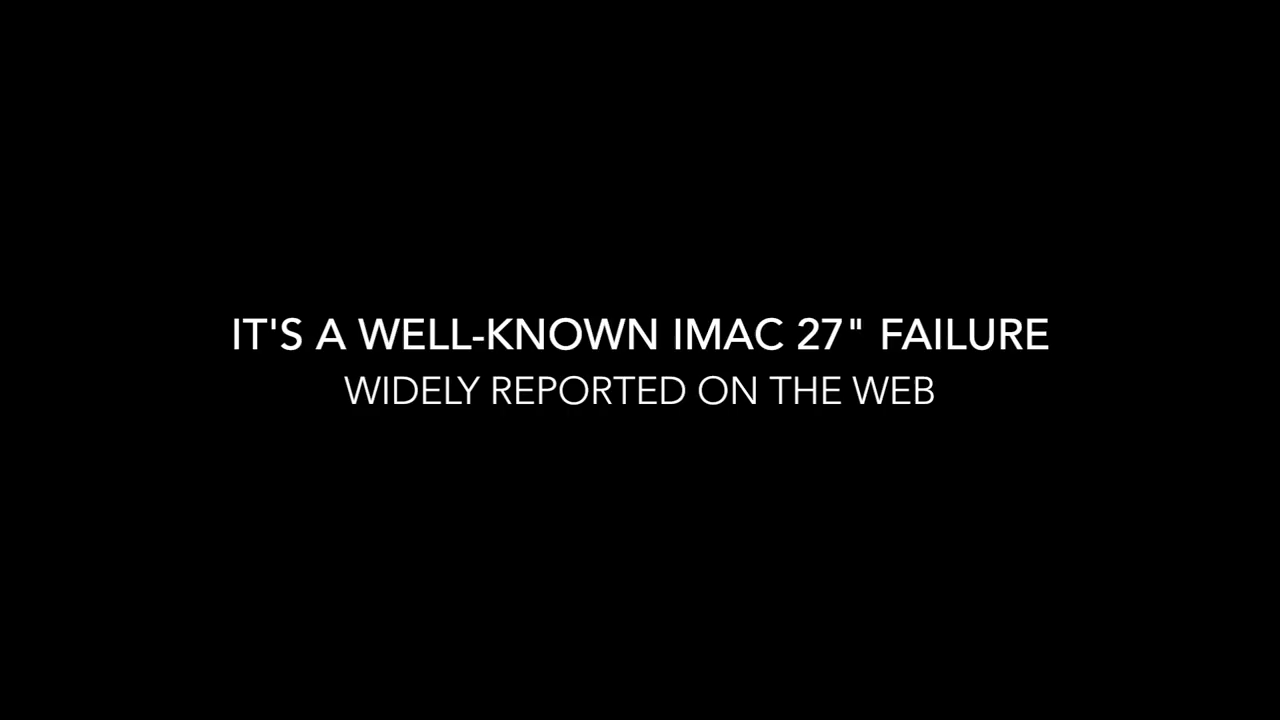 IT'S A WELL-KNOWN IMAC 27" FAILURE
WIDELY REPORTED ON THE WEB